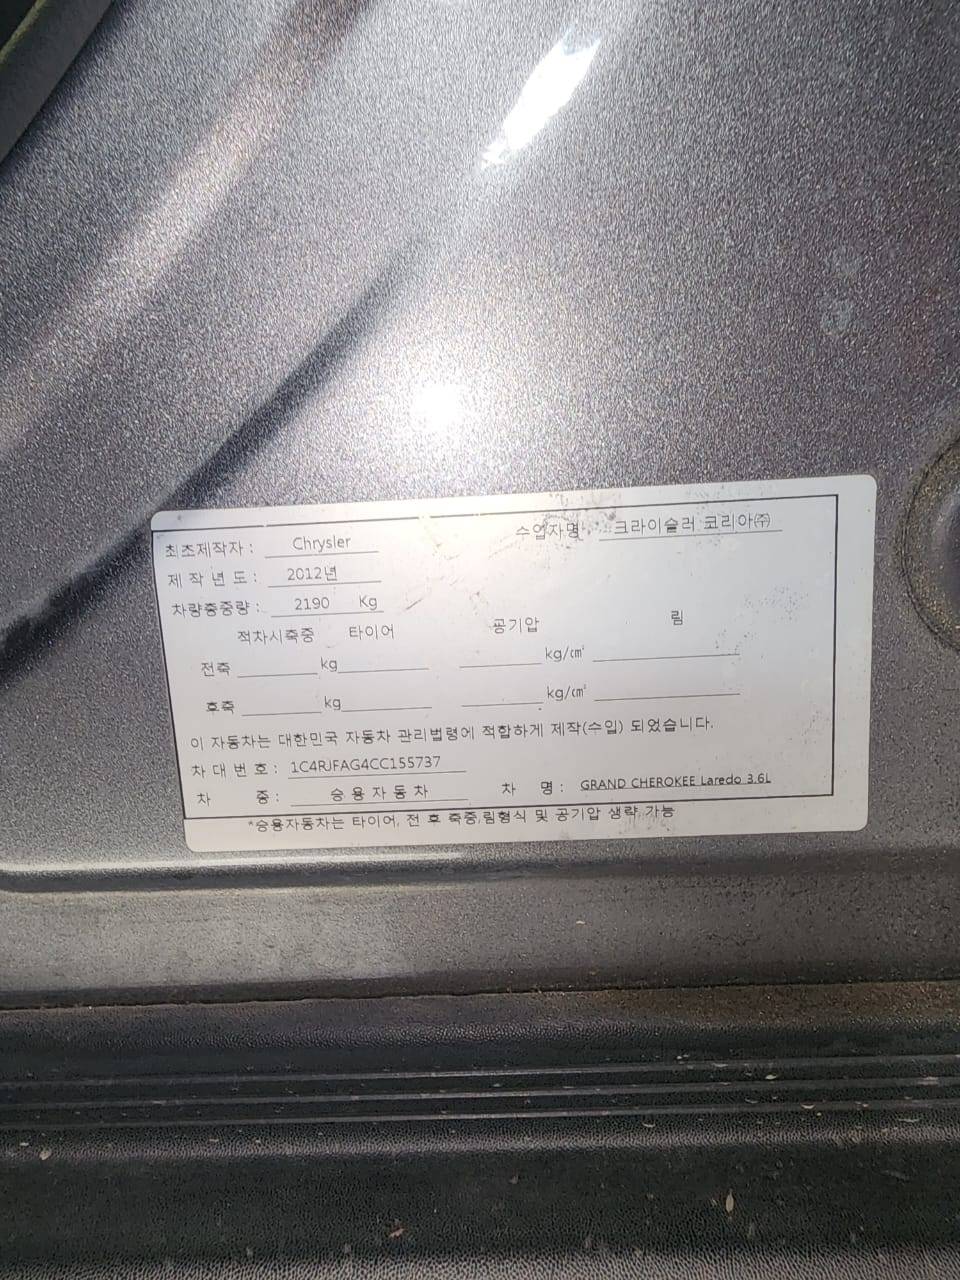 최초제작자 : Chrysler 수입자명 : 크라이슬러 코리아㈜
제 작 년 도 : 2012년
차량총중량 : 2190 Kg
적차시축중 타이어 공기압 림
전축 kg kg/㎠
후축 kg kg/㎠
이 자동차는 대한민국 자동차 관리법령에 적합하게 제작(수입) 되었습니다.
차 대 번 호 : 1C4RJFAG4CC155737
차 종 : 승 용 자 동 차 차 명 : GRAND CHEROKEE Laredo 3.6L
*승용자동차는 타이어, 전 후 축중,림형식 및 공기압 생략 가능